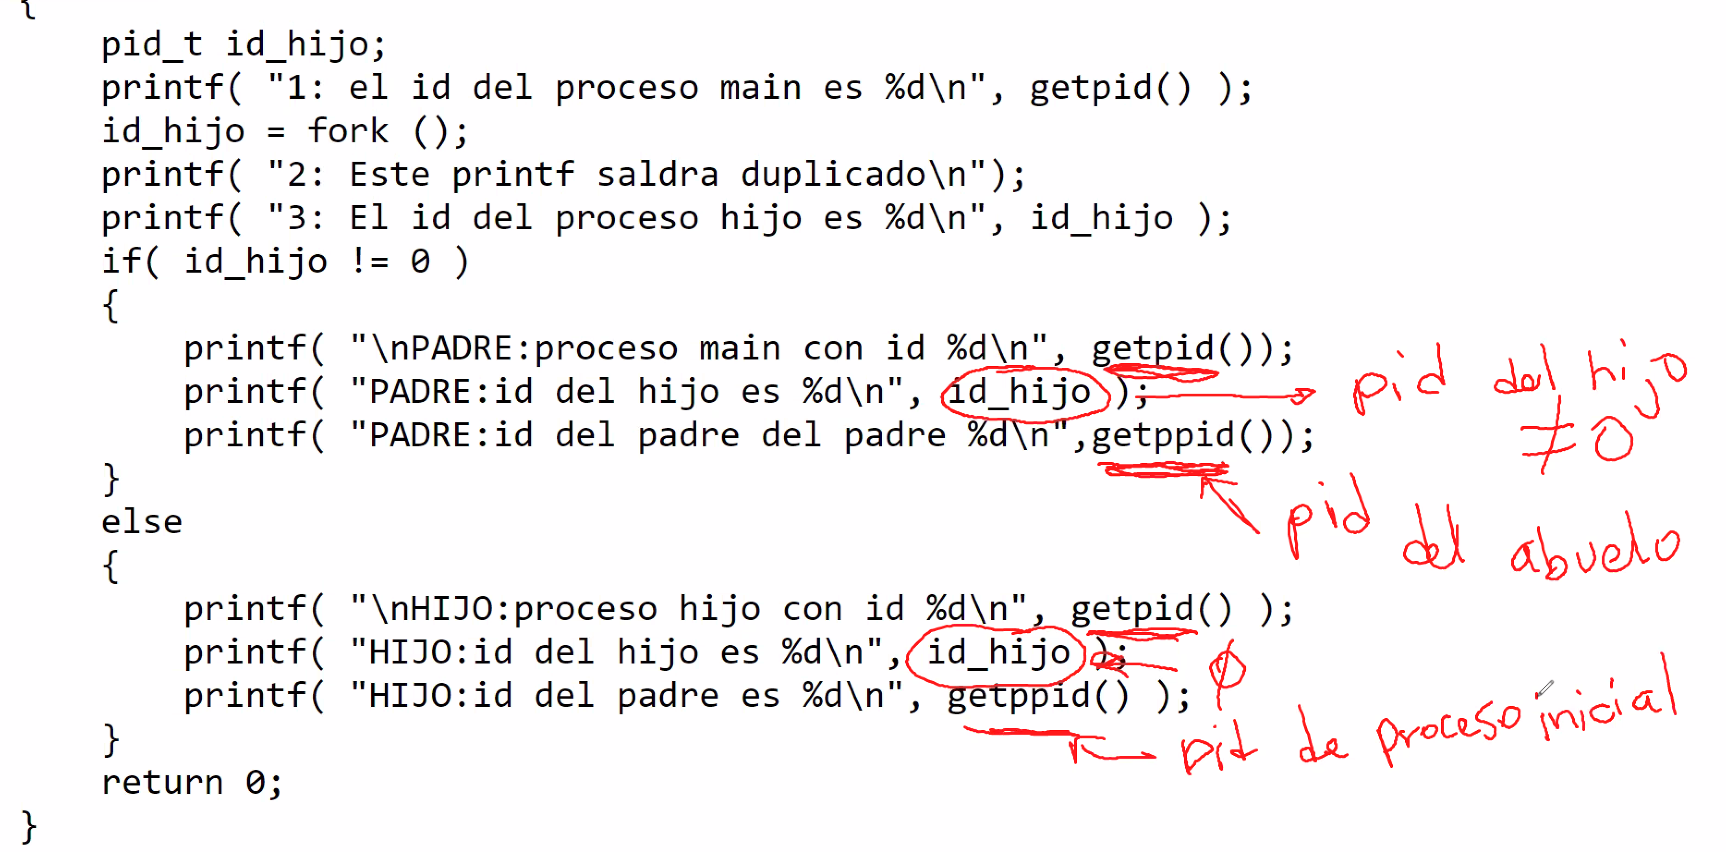 {
pid_t id_hijo;
printf( "1: el id del proceso main es %d\n", getpid() );
id_hijo = fork ();
printf( "2: Este printf saldra duplicado\n");
printf( "3: El id del proceso hijo es %d\n", id_hijo );
if( id_hijo != 0 )
{
printf( "\nPADRE:proceso main con id %d\n", getpid());
printf( "PADRE:id del hijo es %d\n", id_hijo ); pid del hijo
≠0
printf( "PADRE:id del padre del padre %d\n",getppid());
}
pid del abuelo
else
{
printf( "\nHIJO:proceso hijo con id %d\n", getpid() );
printf( "HIJO:id del hijo es %d\n", id_hijo ); 0
printf( "HIJO:id del padre es %d\n", getppid() );
pid de proceso inicial
}
return 0;
}